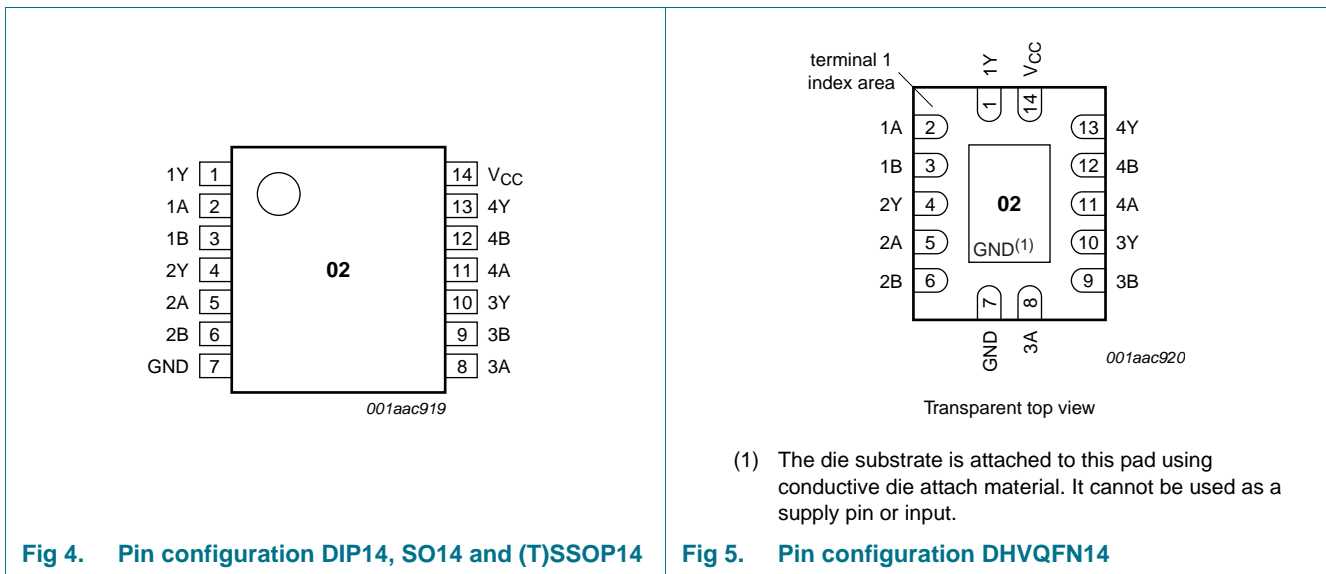 1Y 1
1A 2
1B 3
2Y 4
2A 5
2B 6
GND 7
02
14 VCC
13 4Y
12 4B
11 4A
10 3Y
9 3B
8 3A
001aac919
Fig 4. Pin configuration DIP14, SO14 and (T)SSOP14
terminal 1
index area
1Y
VCC
1
14
1A 2
1B 3
2Y 4
2A 5
2B 6
02
GND(1)
13 4Y
12 4B
11 4A
10 3Y
9 3B
7
8
GND
3A
001aac920
Transparent top view
(1) The die substrate is attached to this pad using
conductive die attach material. It cannot be used as a
supply pin or input.
Fig 5. Pin configuration DHVQFN14